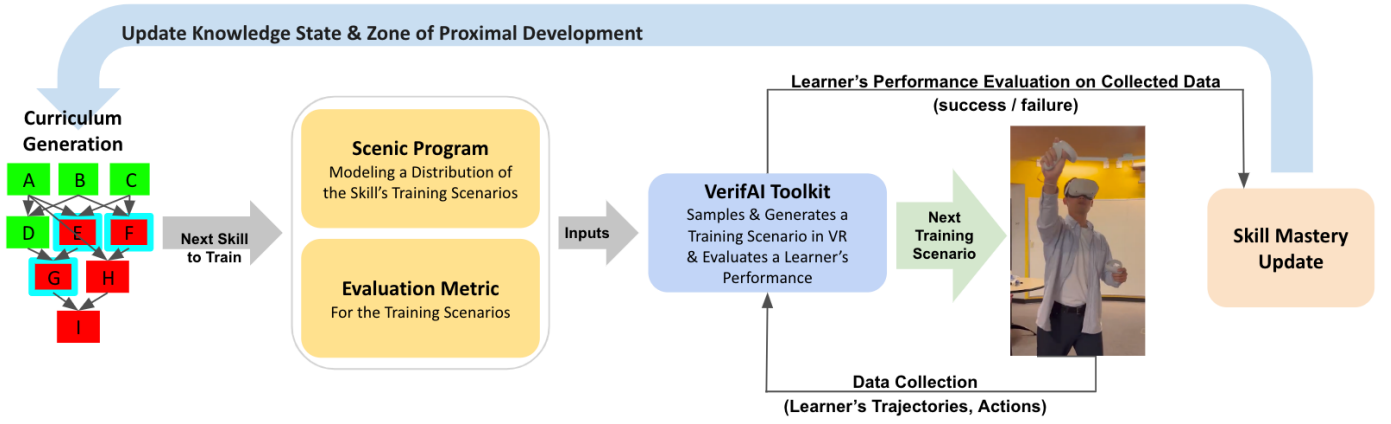 Update Knowledge State & Zone of Proximal Development
Curriculum
Generation
A
B
C
D
E
F
G
H
I
Next Skill
to Train
Scenic Program
Modeling a Distribution of
the Skill's Training Scenarios
Evaluation Metric
For the Training Scenarios
Inputs
VerifAI Toolkit
Samples & Generates a
Training Scenario in VR
& Evaluates a Learner's
Performance
Learner's Performance Evaluation on Collected Data
(success / failure)
Next
Training
Scenario
Data Collection
(Learner's Trajectories, Actions)
Skill Mastery
Update